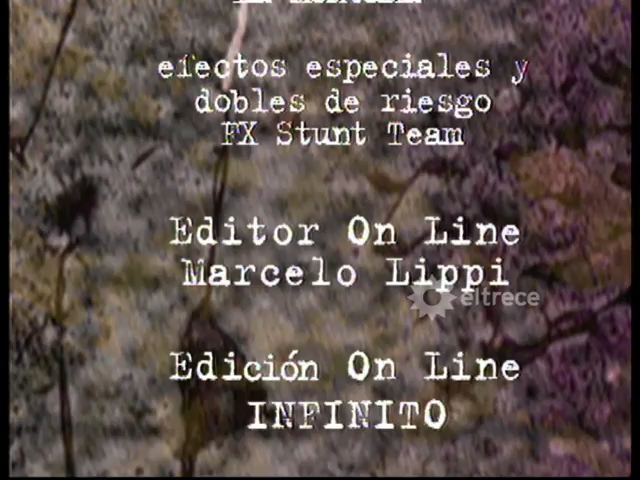 efectos especiales y
dobles de riesgo
FX Stunt Team
Editor On Line
Marcelo Lippi
eltrece
Edición On Line
INFINITO